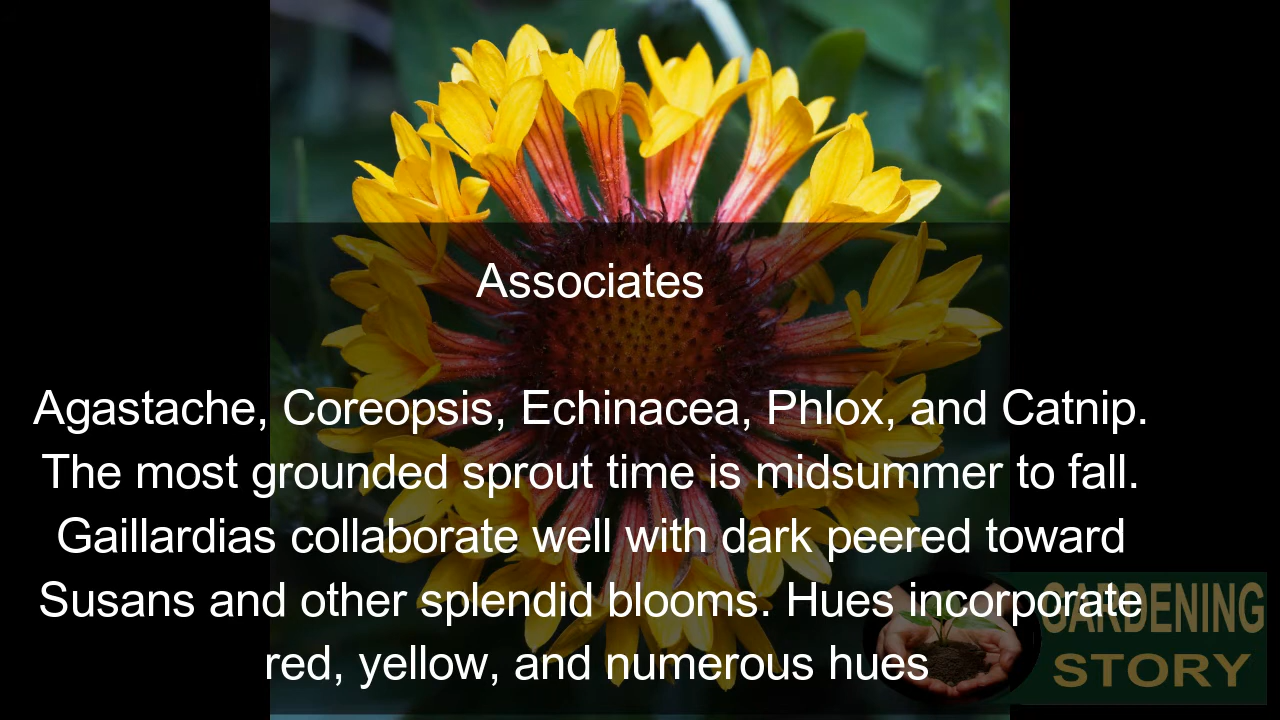 Associates
Agastache, Coreopsis, Echinacea, Phlox, and Catnip.
The most grounded sprout time is midsummer to fall.
Gaillardias collaborate well with dark peered toward
Susans and other splendid blooms. Hues incorporate
red, yellow, and numerous hues
GARDENING
STORY